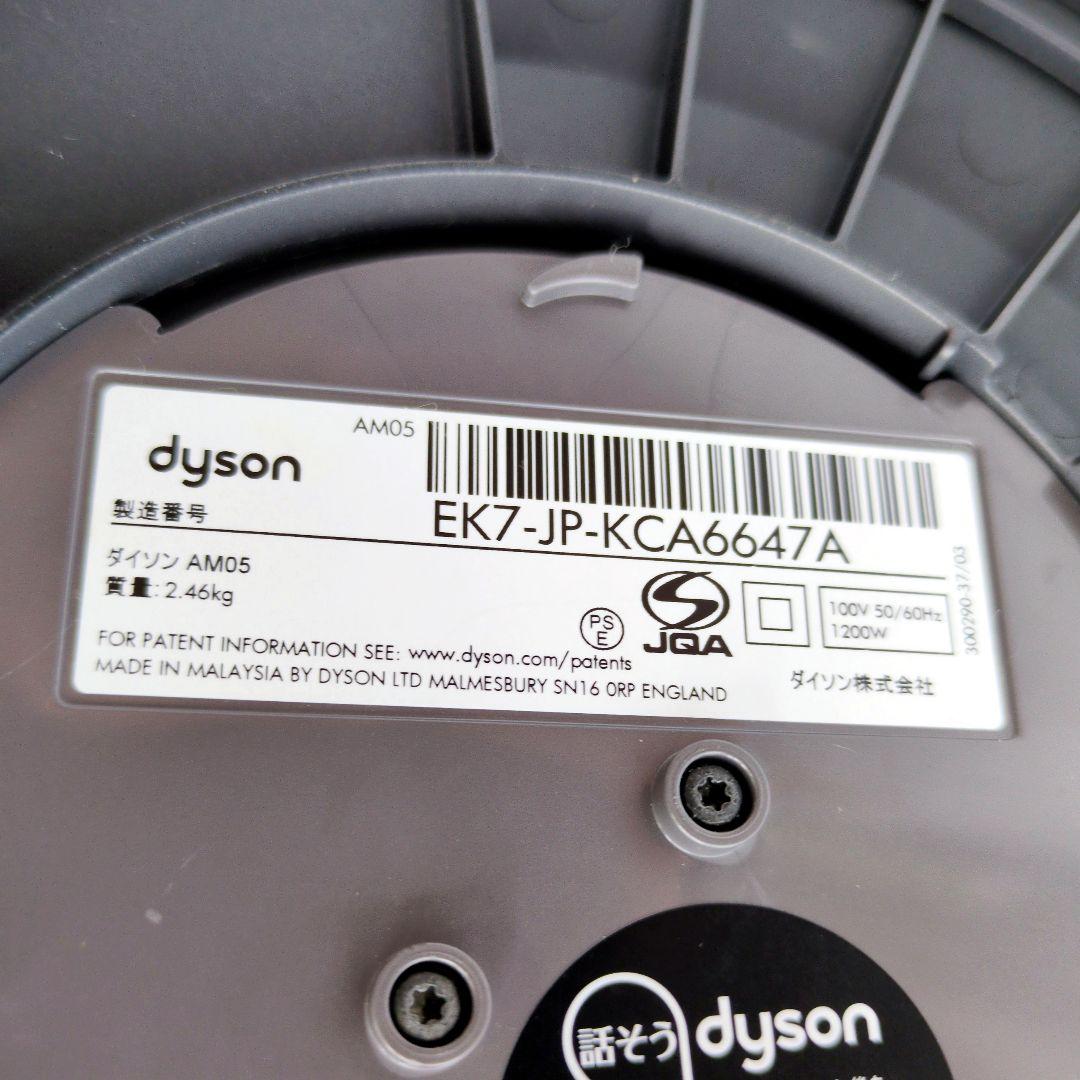 AM05
dyson
製造番号
EK7-JP-KCA6647A
ダイソン AM05
質量: 2.46kg
PS
E
JQA
100V 50/60Hz
1200W
300290-37/03
FOR PATENT INFORMATION SEE: www.dyson.com/patents
MADE IN MALAYSIA BY DYSON LTD MALMESBURY SN16 0RP ENGLAND
ダイソン株式会社
話そう
dyson